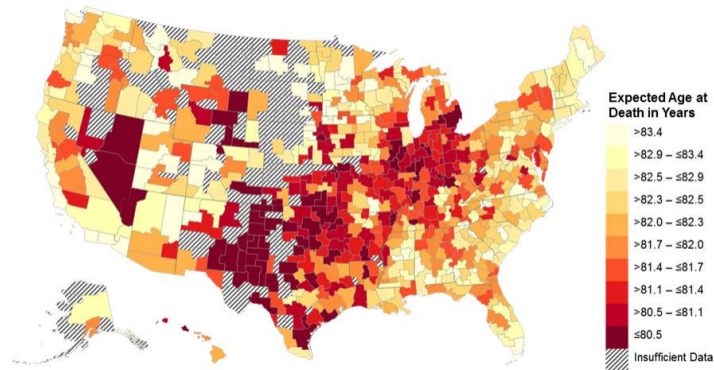 Expected Age at
Death in Years
>83.4
>82.9 – ≤83.4
>82.5 – ≤82.9
>82.3 – ≤82.5
>82.0 – ≤82.3
>81.7 – ≤82.0
>81.4 – ≤81.7
>81.1 – ≤81.4
>80.5 – ≤81.1
≤80.5
Insufficient Data